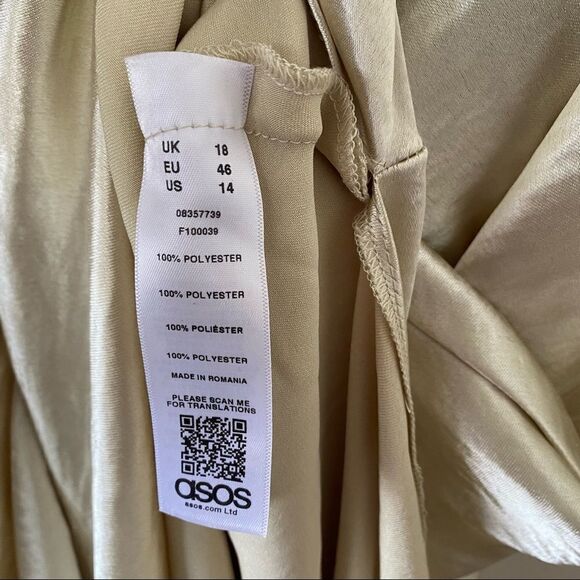 UK 18
EU 46
US 14
08357739
F100039
100% POLYESTER
100% POLYESTER
100% POLIÉSTER
100% POLYESTER
MADE IN ROMANIA
PLEASE SCAN ME
FOR TRANSLATIONS
asos
asos.com Ltd